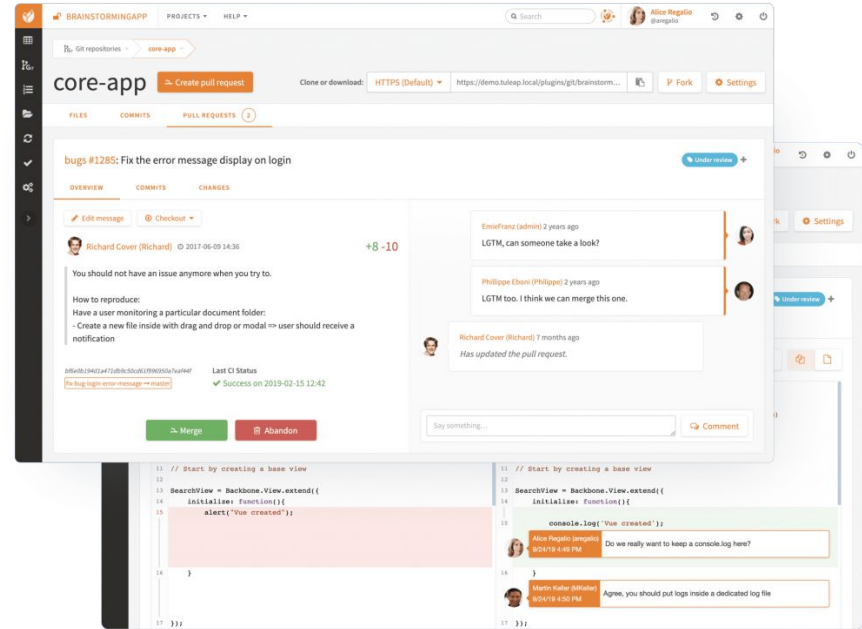 BRAINSTORMINGAPP PROJECTS HELP Search Alice Regalio
@aregalio
Git repositories core-app
core-app Create pull request Clone or download: HTTPS (Default) https://demo.tuleap.local/plugins/git/brainstorm... Fork Settings
FILES COMMITS PULL REQUESTS 2
bugs #1285: Fix the error message display on login Under review +
OVERVIEW COMMITS CHANGES
Edit message Checkout
Richard Cover (Richard) 2017-06-09 14:36 +8 -10
You should not have an issue anymore when you try to.
How to reproduce:
Have a user monitoring a particular document folder:
- Create a new file inside with drag and drop or modal => user should receive a
notification
Last CI Status
fix-bug-login-error-message → master
Success on 2019-02-15 12:42
Merge Abandon
EmieFranz (admin) 2 years ago
LGTM, can someone take a look?
Phillippe Eboni (Philippe) 2 years ago
LGTM too. I think we can merge this one.
Richard Cover (Richard) 7 months ago
Has updated the pull request.
Say something... Comment
Settings
Under review +
11 // Start by creating a base view
12
13 SearchView = Backbone.View.extend({
14 initialize: function(){
15 alert("Vue created");
16 }
17 });
11 // Start by creating a base view
12
13 SearchView = Backbone.View.extend({
14 initialize: function(){
15 console.log('Vue created');
Alice Regalio (aregalio)
9/24/19 4:49 PM
Do we really want to keep a console.log here?
16 }
Martin Keller (MKeller)
9/24/19 4:50 PM
Agree, you should put logs inside a dedicated log file
17 });